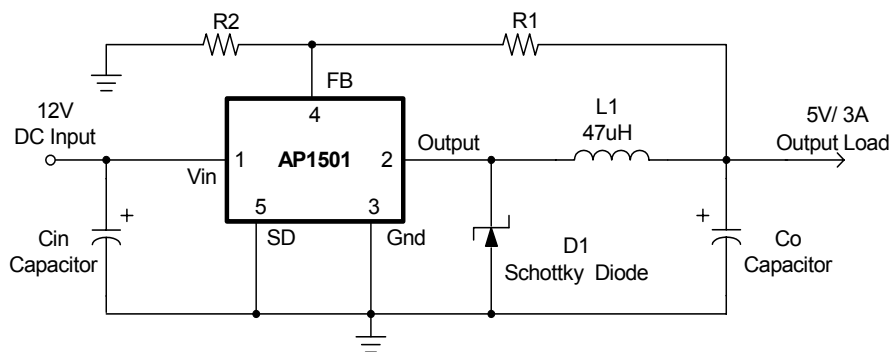 R2
R1
FB
4
12V
DC Input
L1
47uH
5V/ 3A
Output Load
Vin
1
AP1501
2
Output
5
3
SD
Gnd
+
Cin
Capacitor
D1
Schottky Diode
+
Co
Capacitor